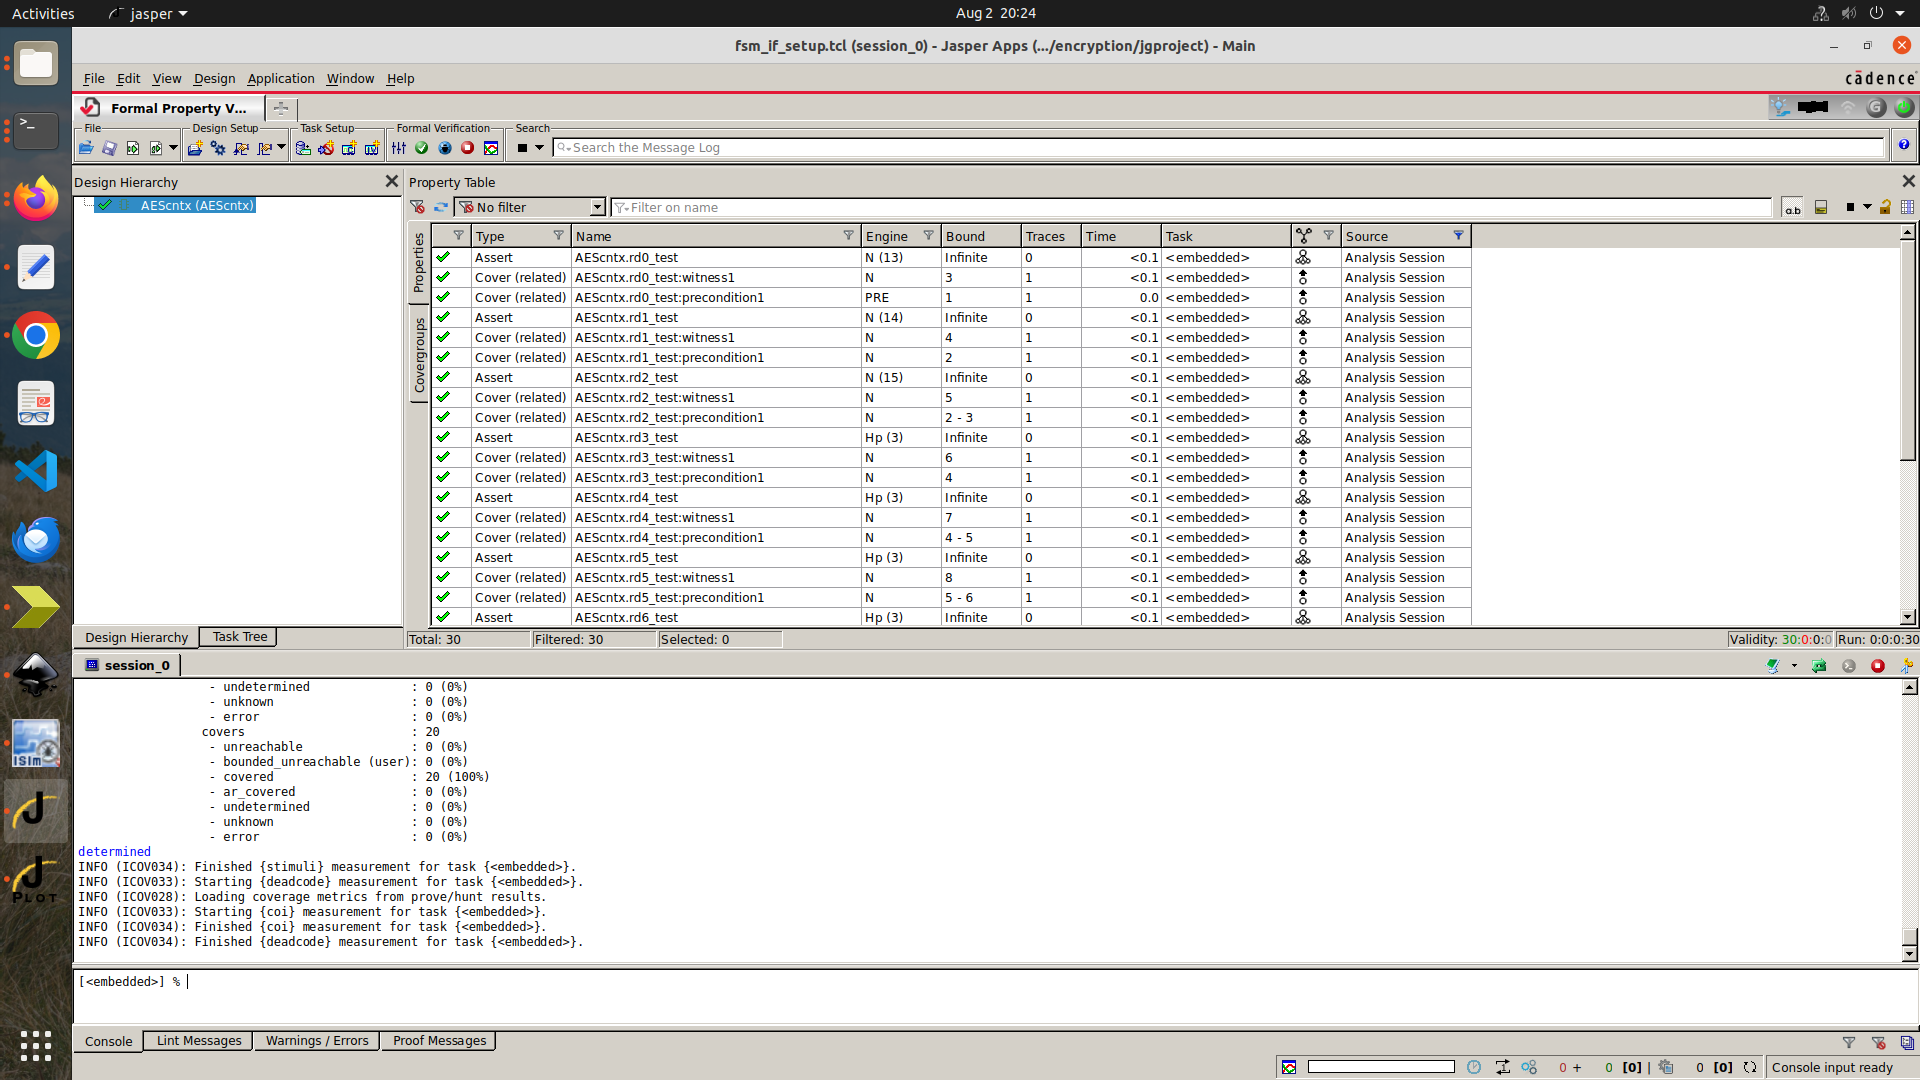 Activities
jasper
Aug 2 20:24
fsm_if_setup.tcl (session_0) - Jasper Apps (.../encryption/jgproject) - Main
File Edit View Design Application Window Help
cādence
Formal Property V...
File Design Setup Task Setup Formal Verification Search
Search the Message Log
Design Hierarchy
AEScntx (AEScntx)
Property Table
No filter
Filter on name
a.b
Properties
Covergroups
Type Name Engine Bound Traces Time Task Source
Assert AEScntx.rd0_test N (13) Infinite 0 <0.1 <embedded> Analysis Session
Cover (related) AEScntx.rd0_test:witness1 N 3 1 <0.1 <embedded> Analysis Session
Cover (related) AEScntx.rd0_test:precondition1 PRE 1 1 0.0 <embedded> Analysis Session
Assert AEScntx.rd1_test N (14) Infinite 0 <0.1 <embedded> Analysis Session
Cover (related) AEScntx.rd1_test:witness1 N 4 1 <0.1 <embedded> Analysis Session
Cover (related) AEScntx.rd1_test:precondition1 N 2 1 <0.1 <embedded> Analysis Session
Assert AEScntx.rd2_test N (15) Infinite 0 <0.1 <embedded> Analysis Session
Cover (related) AEScntx.rd2_test:witness1 N 5 1 <0.1 <embedded> Analysis Session
Cover (related) AEScntx.rd2_test:precondition1 N 2 - 3 1 <0.1 <embedded> Analysis Session
Assert AEScntx.rd3_test Hp (3) Infinite 0 <0.1 <embedded> Analysis Session
Cover (related) AEScntx.rd3_test:witness1 N 6 1 <0.1 <embedded> Analysis Session
Cover (related) AEScntx.rd3_test:precondition1 N 4 1 <0.1 <embedded> Analysis Session
Assert AEScntx.rd4_test Hp (3) Infinite 0 <0.1 <embedded> Analysis Session
Cover (related) AEScntx.rd4_test:witness1 N 7 1 <0.1 <embedded> Analysis Session
Cover (related) AEScntx.rd4_test:precondition1 N 4 - 5 1 <0.1 <embedded> Analysis Session
Assert AEScntx.rd5_test Hp (3) Infinite 0 <0.1 <embedded> Analysis Session
Cover (related) AEScntx.rd5_test:witness1 N 8 1 <0.1 <embedded> Analysis Session
Cover (related) AEScntx.rd5_test:precondition1 N 5 - 6 1 <0.1 <embedded> Analysis Session
Assert AEScntx.rd6_test Hp (3) Infinite 0 <0.1 <embedded> Analysis Session
Design Hierarchy Task Tree
Total: 30 Filtered: 30 Selected: 0 Validity: 30:0:0:0 Run: 0:0:0:30
session_0
- undetermined : 0 (0%)
- unknown : 0 (0%)
- error : 0 (0%)
covers : 20
- unreachable : 0 (0%)
- bounded_unreachable (user): 0 (0%)
- covered : 20 (100%)
- ar_covered : 0 (0%)
- undetermined : 0 (0%)
- unknown : 0 (0%)
- error : 0 (0%)
determined
INFO (ICOV034): Finished {stimuli} measurement for task {<embedded>}.
INFO (ICOV033): Starting {deadcode} measurement for task {<embedded>}.
INFO (ICOV028): Loading coverage metrics from prove/hunt results.
INFO (ICOV033): Starting {coi} measurement for task {<embedded>}.
INFO (ICOV034): Finished {coi} measurement for task {<embedded>}.
INFO (ICOV034): Finished {deadcode} measurement for task {<embedded>}.
[<embedded>] %
Console Lint Messages Warnings / Errors Proof Messages
0 + 0 [0] | 0 [0] Console input ready
ISim
J
J
PLOT